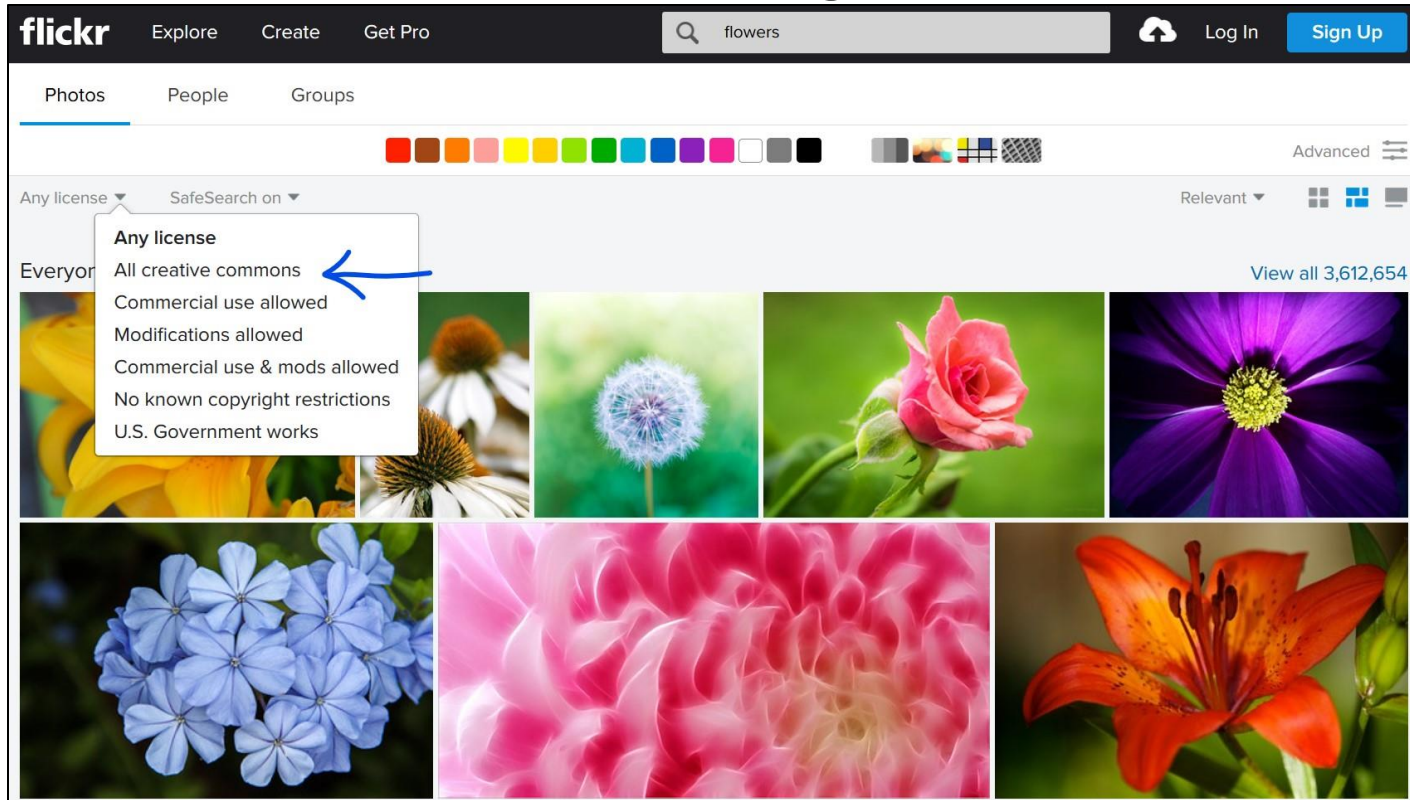 flickr Explore Create Get Pro flowers Log In Sign Up
Photos People Groups
Advanced
Any license SafeSearch on Relevant
Any license
All creative commons
Commercial use allowed
Modifications allowed
Commercial use & mods allowed
No known copyright restrictions
U.S. Government works
View all 3,612,654